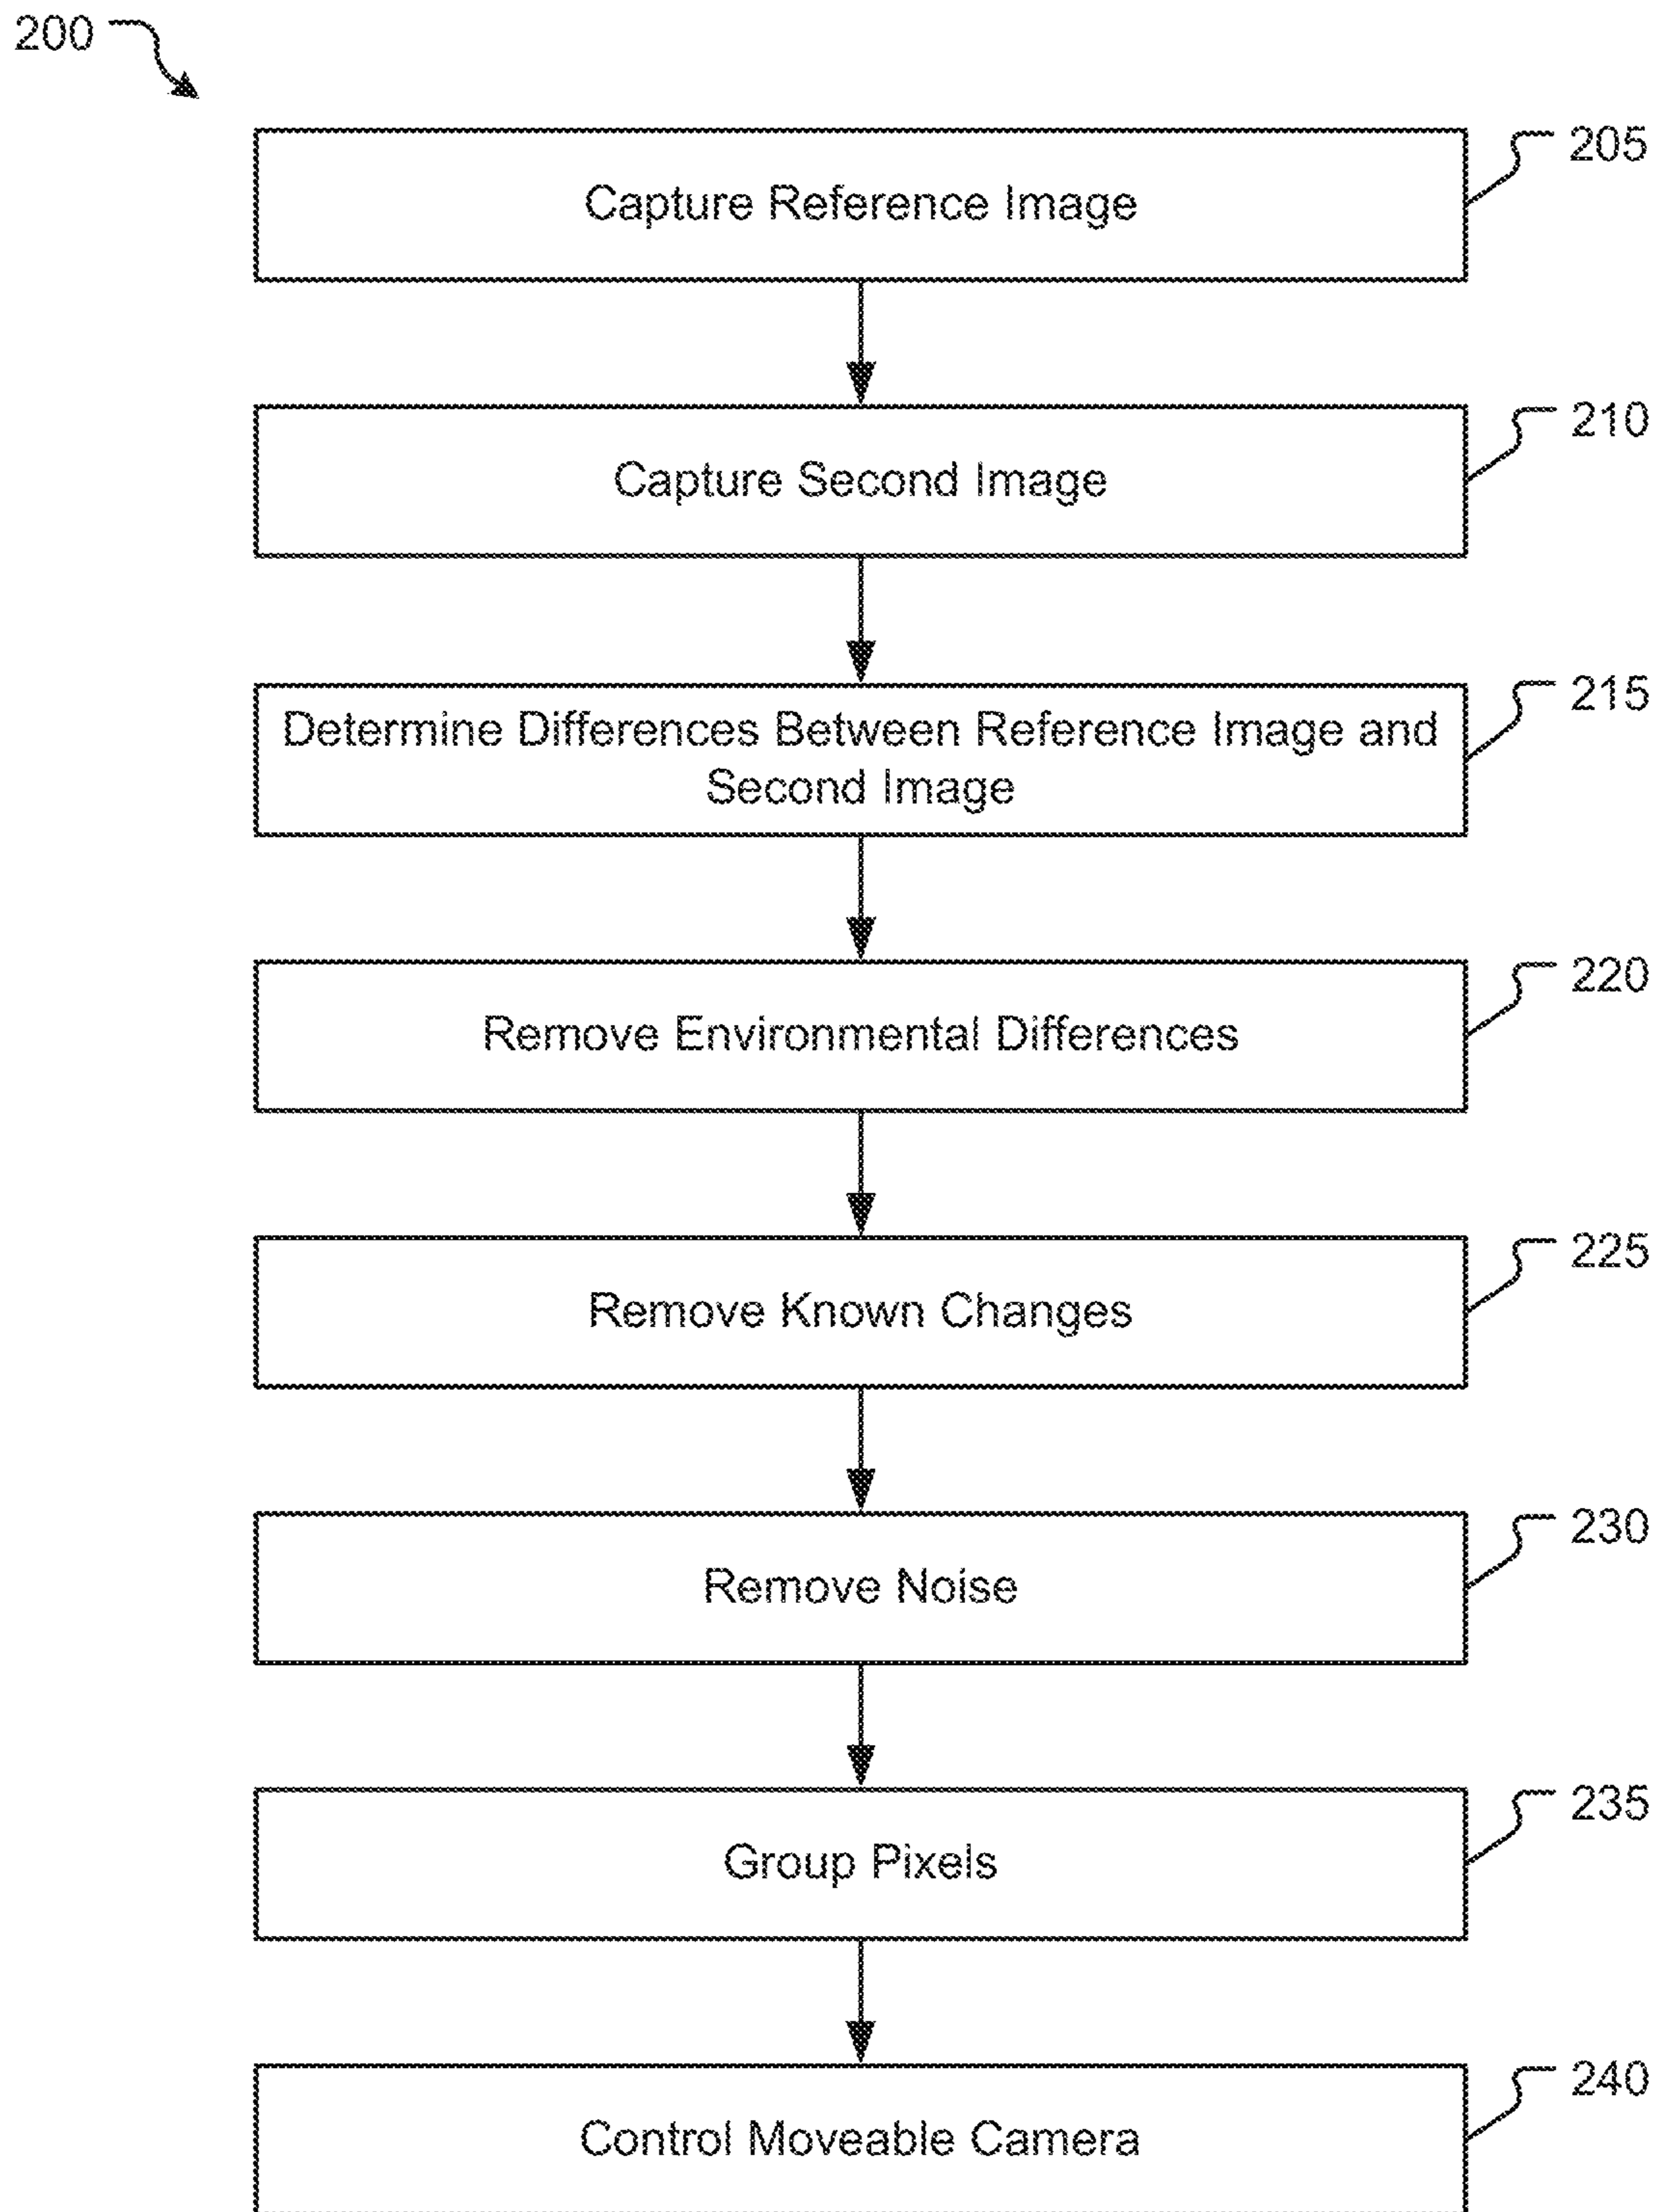 200
205
Capture Reference Image
210
Capture Second Image
215
Determine Differences Between Reference Image and
Second Image
220
Remove Environmental Differences
225
Remove Known Changes
230
Remove Noise
235
Group Pixels
240
Control Moveable Camera